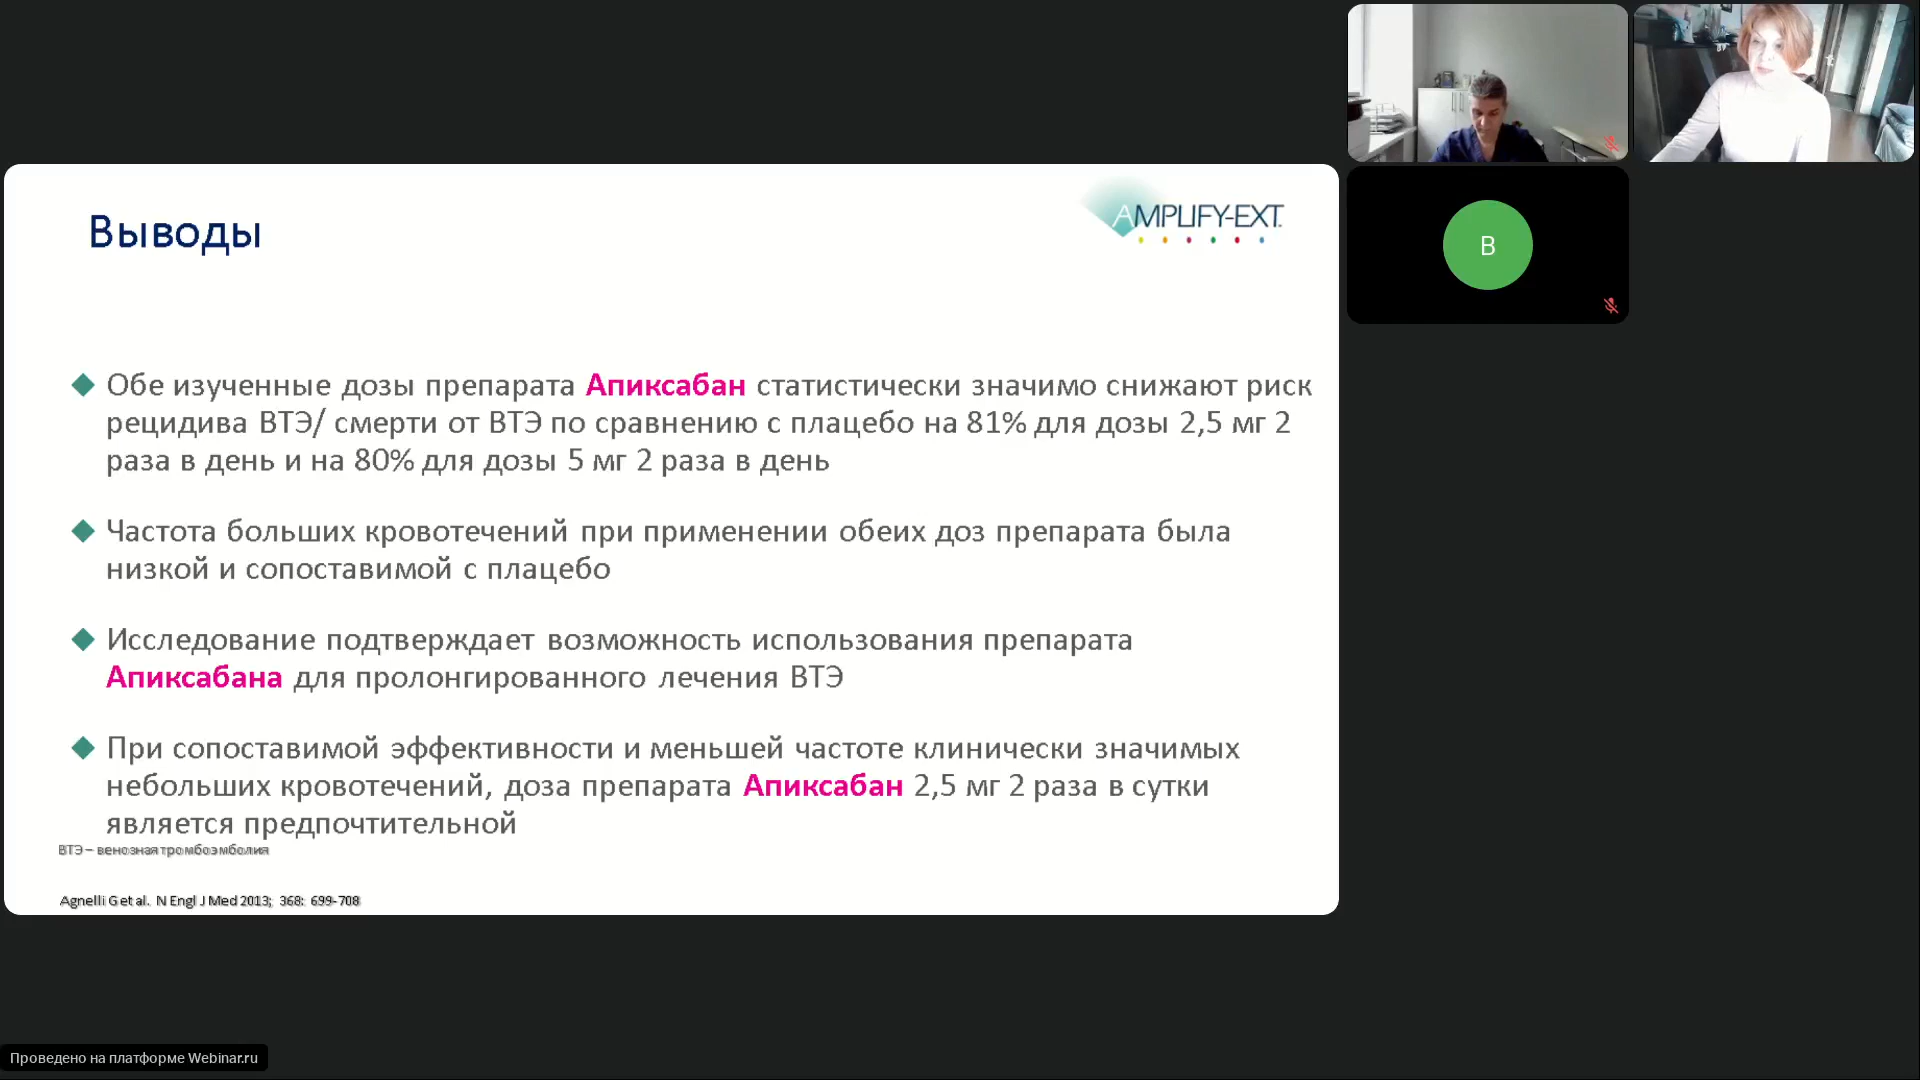 Выводы
AMPLIFY-EXT
Обе изученные дозы препарата Апиксабан статистически значимо снижают риск
рецидива ВТЭ/ смерти от ВТЭ по сравнению с плацебо на 81% для дозы 2,5 мг 2
раза в день и на 80% для дозы 5 мг 2 раза в день
Частота больших кровотечений при применении обеих доз препарата была
низкой и сопоставимой с плацебо
Исследование подтверждает возможность использования препарата
Апиксабана для пролонгированного лечения ВТЭ
При сопоставимой эффективности и меньшей частоте клинически значимых
небольших кровотечений, доза препарата Апиксабан 2,5 мг 2 раза в сутки
является предпочтительной
ВТЭ – венозная тромбоэмболия
Agnelli G et al. N Engl J Med 2013; 368: 699-708
В
Проведено на платформе Webinar.ru